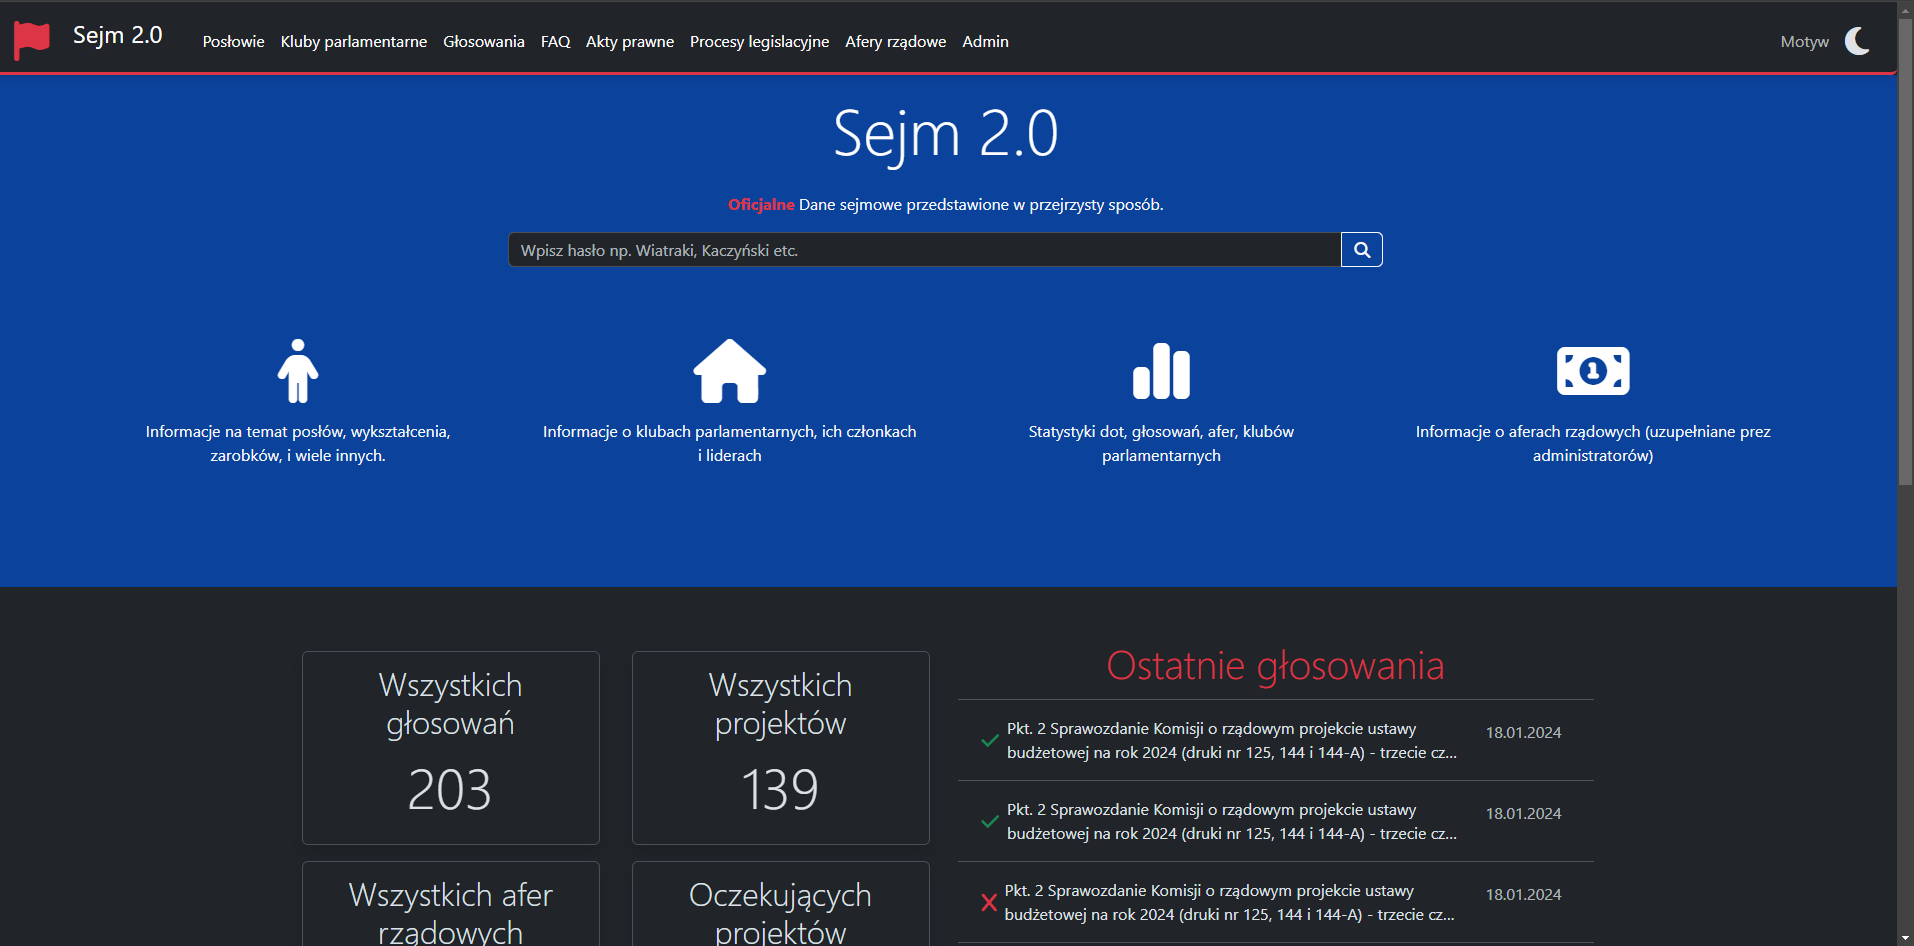 Sejm 2.0
Posłowie Kluby parlamentarne Głosowania FAQ Akty prawne Procesy legislacyjne Afery rządowe Admin
Motyw
Sejm 2.0
Oficjalne Dane sejmowe przedstawione w przejrzysty sposób.
Wpisz hasło np. Wiatraki, Kaczyński etc.
Informacje na temat posłów, wykształcenia,
zarobków, i wiele innych.
Informacje o klubach parlamentarnych, ich członkach
i liderach
Statystyki dot, głosowań, afer, klubów
parlamentarnych
1
Informacje o aferach rządowych (uzupełniane prez
administratorów)
Wszystkich
głosowań
203
Wszystkich
projektów
139
Wszystkich afer
rządowych
Oczekujących
projektów
Ostatnie głosowania
Pkt. 2 Sprawozdanie Komisji o rządowym projekcie ustawy
budżetowej na rok 2024 (druki nr 125, 144 i 144-A) - trzecie cz...
18.01.2024
Pkt. 2 Sprawozdanie Komisji o rządowym projekcie ustawy
budżetowej na rok 2024 (druki nr 125, 144 i 144-A) - trzecie cz...
18.01.2024
Pkt. 2 Sprawozdanie Komisji o rządowym projekcie ustawy
budżetowej na rok 2024 (druki nr 125, 144 i 144-A) - trzecie cz...
18.01.2024